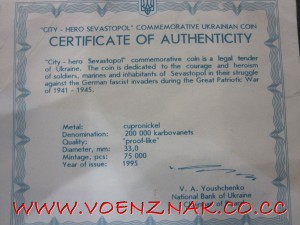 "CITY - HERO SEVASTOPOL" COMMEMORATIVE UKRAINIAN COIN
CERTIFICATE OF AUTHENTICITY
"City - hero Sevastopol" commemorative coin is a legal tender
of Ukraine. The coin is dedicated to the courage and heroism
of soldiers, marines and inhabitants of Sevastopol in their struggle
against the German fascist invaders during the Great Patriotic War
of 1941 - 1945.
Metal: cupronickel
Denomination: 200 000 karbovanets
Quality: "proof-like"
Diameter, mm: 33,0
Mintage, pcs: 75 000
Year of issue: 1995
V. A. Youshchenko
National Bank of Ukraine
WWW.VOENZNAK.CO.CC